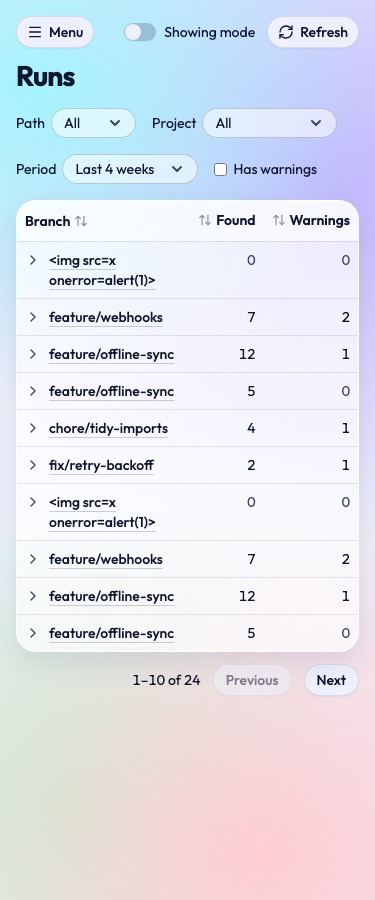 Menu Showing mode Refresh
Runs
Path All Project All
Period Last 4 weeks Has warnings
Branch Found Warnings
<img src=x
onerror=alert(1)> 0 0
feature/webhooks 7 2
feature/offline-sync 12 1
feature/offline-sync 5 0
chore/tidy-imports 4 1
fix/retry-backoff 2 1
<img src=x
onerror=alert(1)> 0 0
feature/webhooks 7 2
feature/offline-sync 12 1
feature/offline-sync 5 0
1–10 of 24 Previous Next